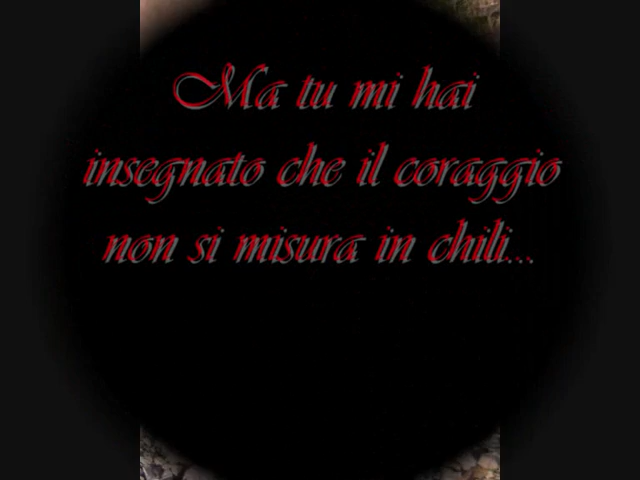 Ma tu mi hai
insegnato che il coraggio
non si misura in chili...